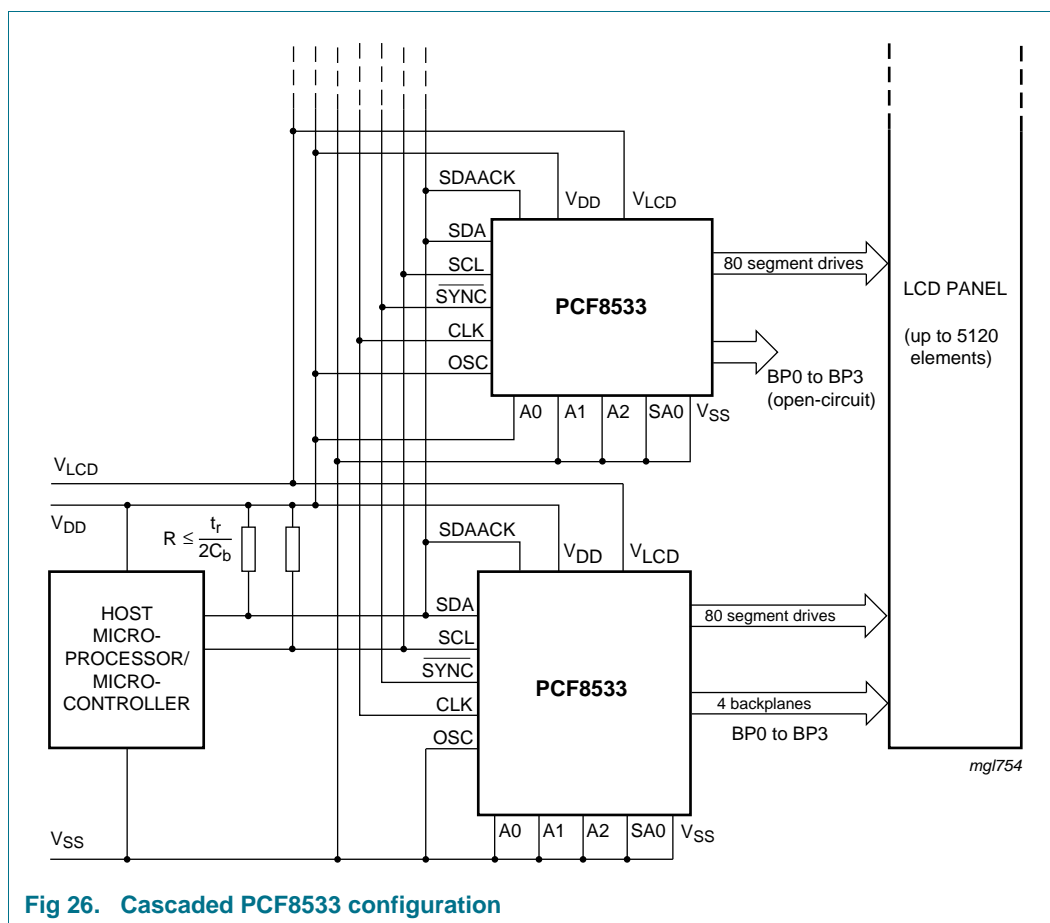 SDAACK
VDD
VLCD
SDA
SCL
SYNC
CLK
OSC
PCF8533
80 segment drives
BP0 to BP3
(open-circuit)
A0 A1 A2 SA0 VSS
LCD PANEL
(up to 5120
elements)
VLCD
VDD
R ≤ tr
2Cb
HOST
MICRO-
PROCESSOR/
MICRO-
CONTROLLER
SDAACK
VDD
VLCD
SDA
SCL
SYNC
CLK
OSC
PCF8533
80 segment drives
4 backplanes
BP0 to BP3
A0 A1 A2 SA0 VSS
VSS
mgl754
Fig 26. Cascaded PCF8533 configuration